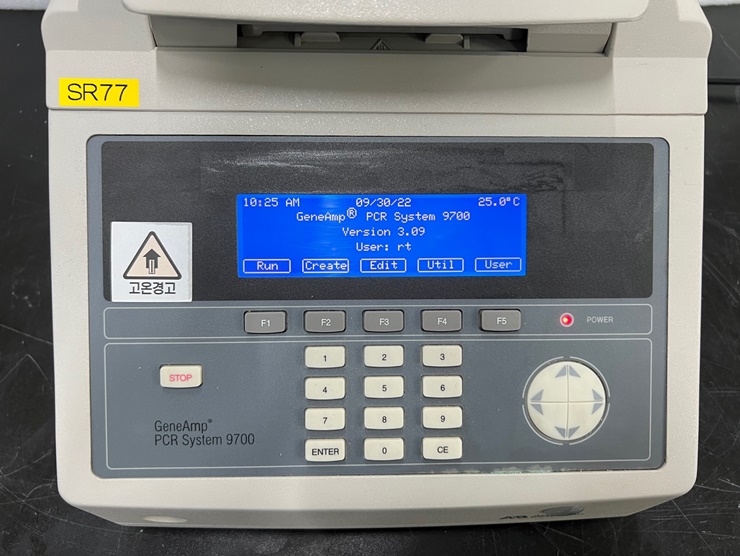 SR77
10:25 AM 09/30/22 25.0°C
GeneAmp® PCR System 9700
Version 3.09
User: rt
Run Create Edit Util User
고온경고
F1 F2 F3 F4 F5 POWER
1 2 3
STOP
4 5 6
7 8 9
GeneAmp®
PCR System 9700
ENTER 0 CE